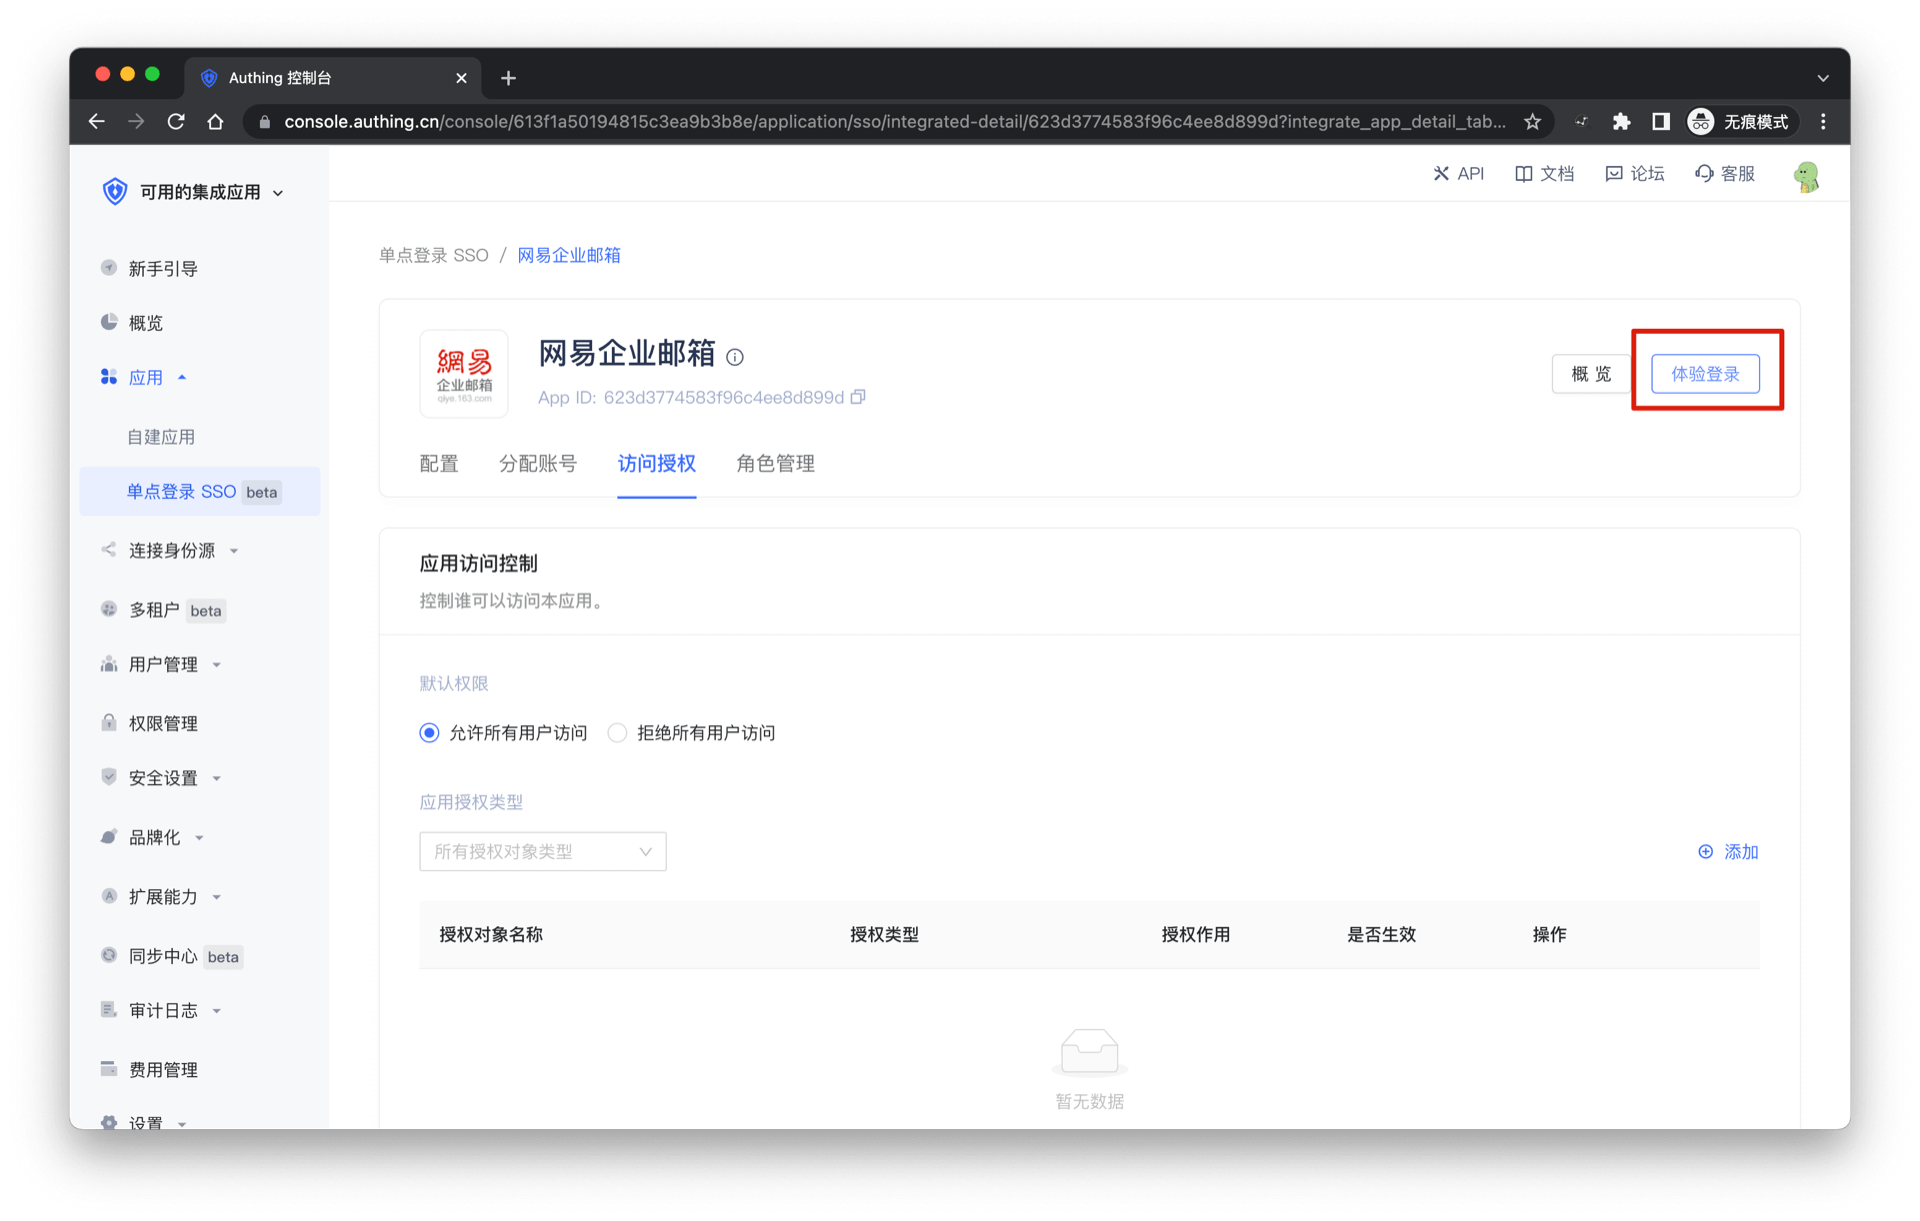 Authing 控制台
console.authing.cn/console/613f1a50194815c3ea9b3b8e/application/sso/integrated-detail/623d3774583f96c4ee8d899d?integrate_app_detail_tab...
无痕模式
可用的集成应用
API
文档
论坛
客服
新手引导
概览
应用
自建应用
单点登录 SSO beta
连接身份源
多租户 beta
用户管理
权限管理
安全设置
品牌化
扩展能力
同步中心 beta
审计日志
费用管理
设置
单点登录 SSO / 网易企业邮箱
網易
企业邮箱
qiye.163.com
网易企业邮箱
App ID: 623d3774583f96c4ee8d899d
概 览
体验登录
配置
分配账号
访问授权
角色管理
应用访问控制
控制谁可以访问本应用。
默认权限
允许所有用户访问
拒绝所有用户访问
应用授权类型
所有授权对象类型
添加
授权对象名称
授权类型
授权作用
是否生效
操作
暂无数据